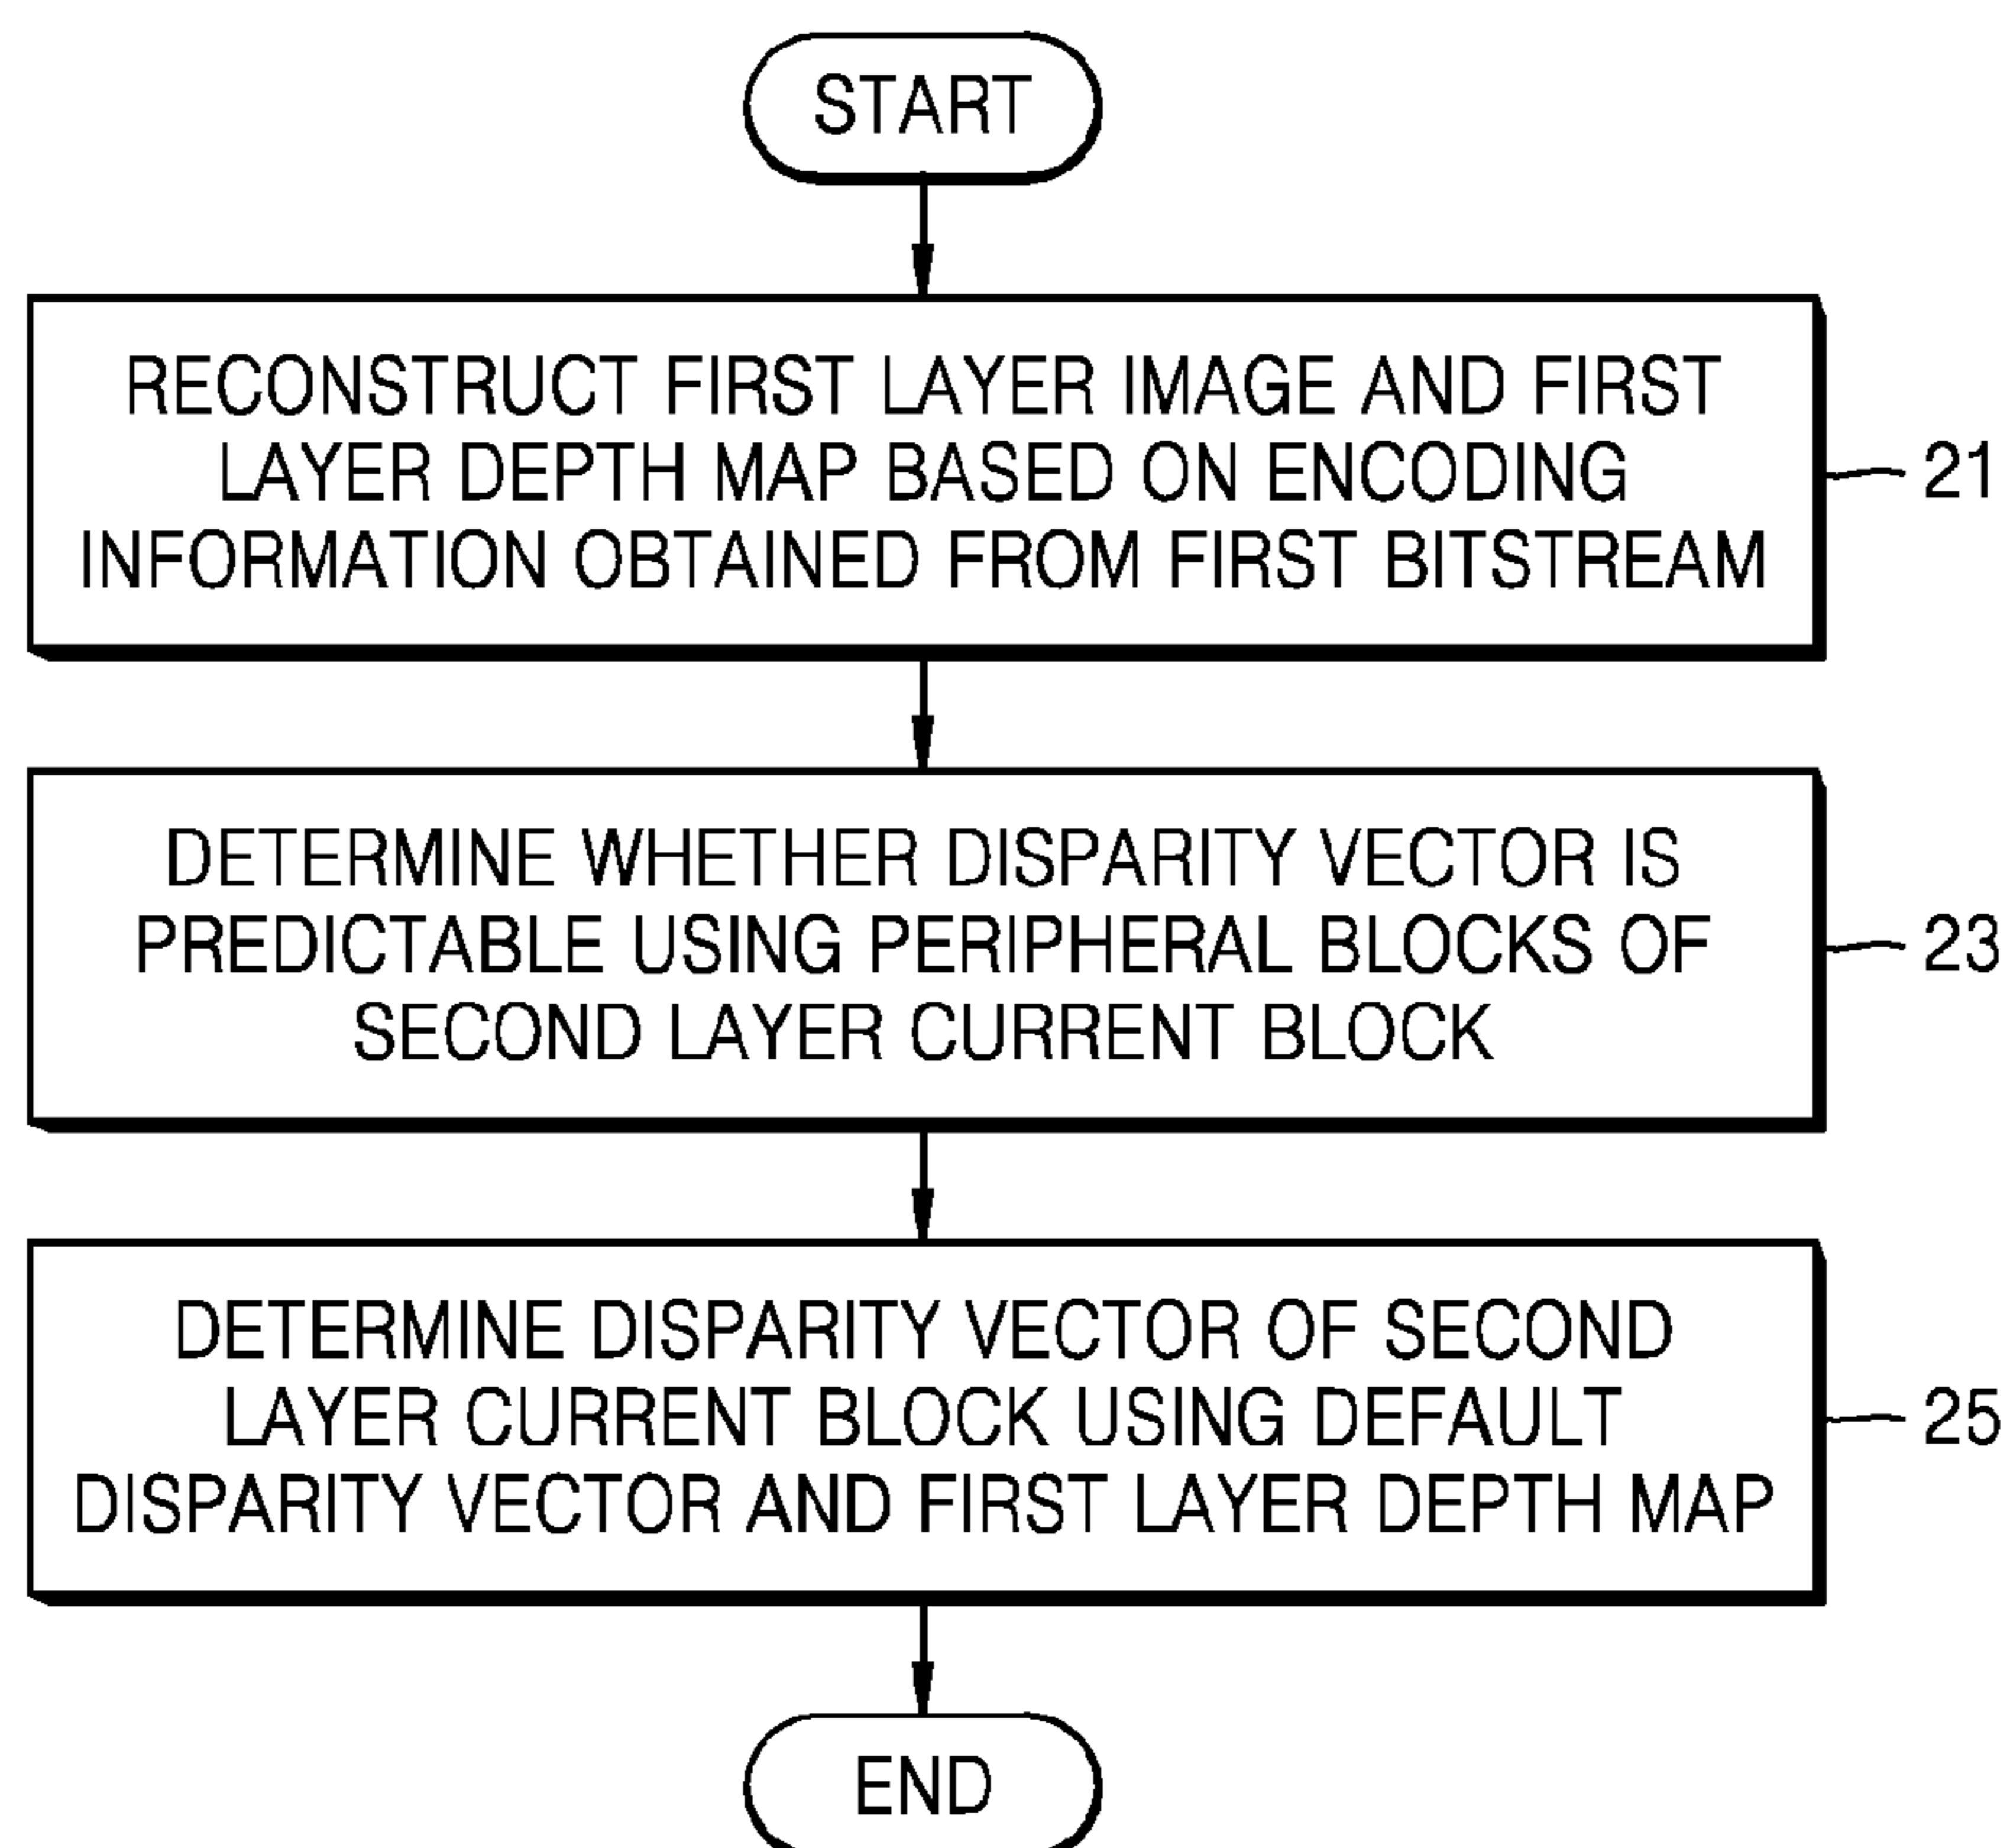 START
RECONSTRUCT FIRST LAYER IMAGE AND FIRST
LAYER DEPTH MAP BASED ON ENCODING
INFORMATION OBTAINED FROM FIRST BITSTREAM
21
DETERMINE WHETHER DISPARITY VECTOR IS
PREDICTABLE USING PERIPHERAL BLOCKS OF
SECOND LAYER CURRENT BLOCK
23
DETERMINE DISPARITY VECTOR OF SECOND
LAYER CURRENT BLOCK USING DEFAULT
DISPARITY VECTOR AND FIRST LAYER DEPTH MAP
25
END